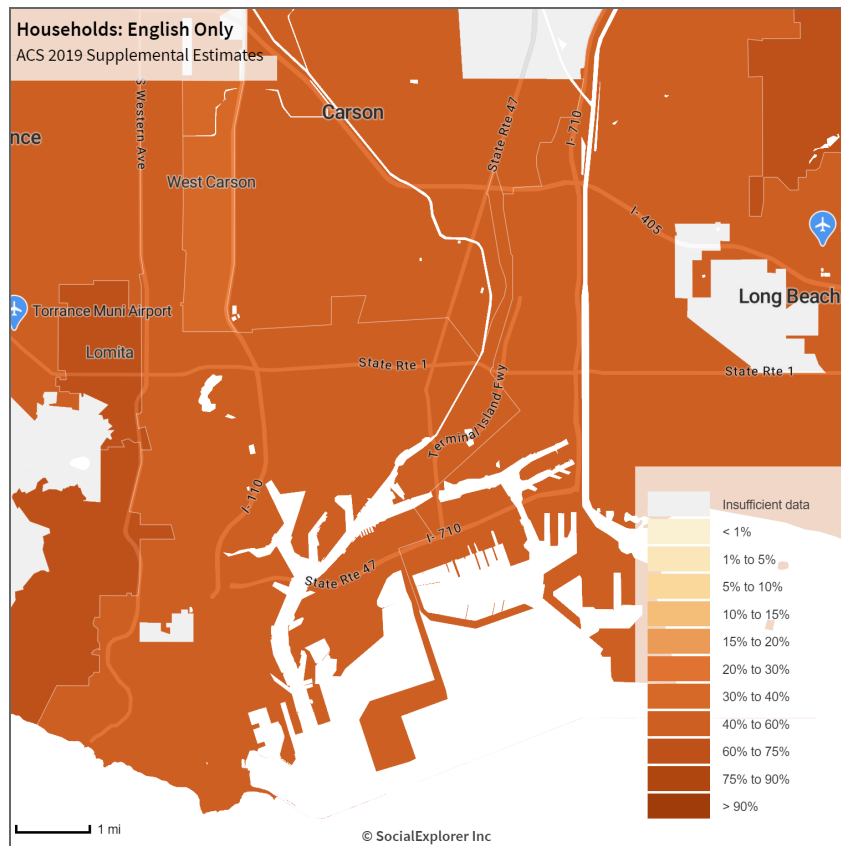 Households: English Only
ACS 2019 Supplemental Estimates
S Western Ave
Carson
State Rte 47
I- 710
nce
West Carson
I- 405
Torrance Muni Airport
Long Beach
Lomita
State Rte 1
State Rte 1
Terminal Island Fwy
I- 110
I- 710
State Rte 47
Insufficient data
< 1%
1% to 5%
5% to 10%
10% to 15%
15% to 20%
20% to 30%
30% to 40%
40% to 60%
60% to 75%
75% to 90%
> 90%
1 mi
© SocialExplorer Inc